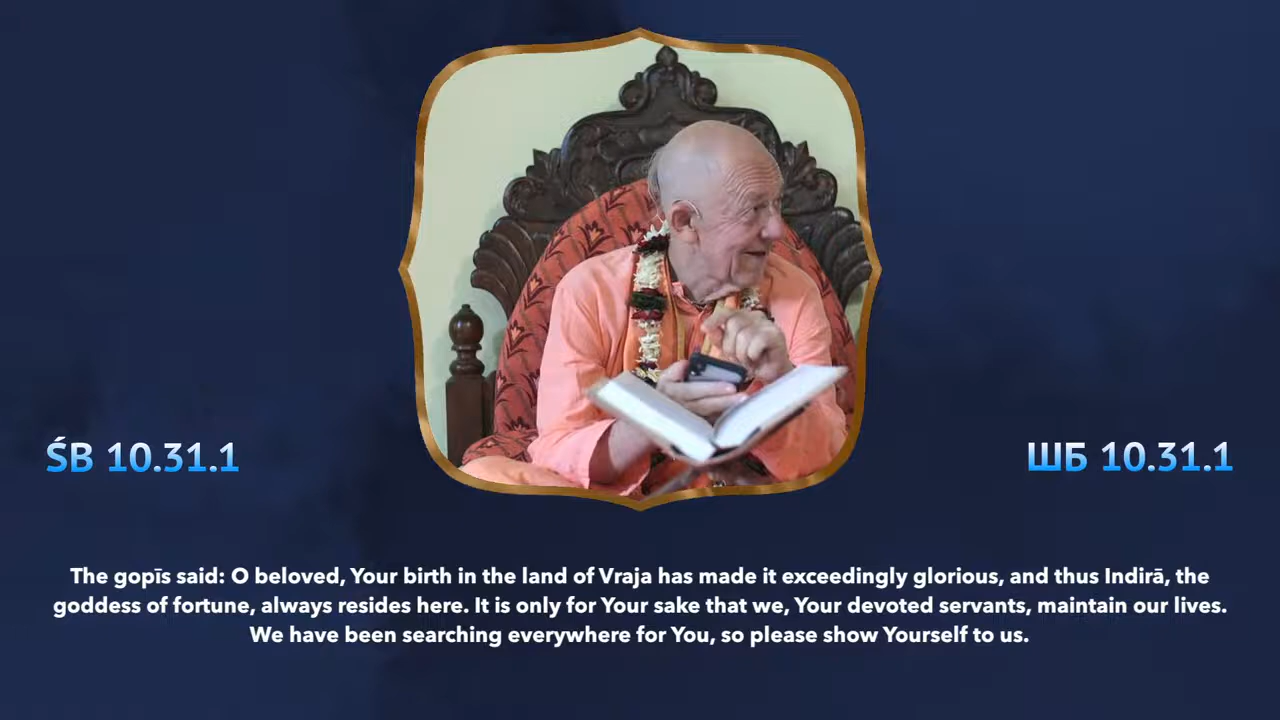 ŚB 10.31.1
ШБ 10.31.1
The gopīs said: O beloved, Your birth in the land of Vraja has made it exceedingly glorious, and thus Indirā, the
goddess of fortune, always resides here. It is only for Your sake that we, Your devoted servants, maintain our lives.
We have been searching everywhere for You, so please show Yourself to us.